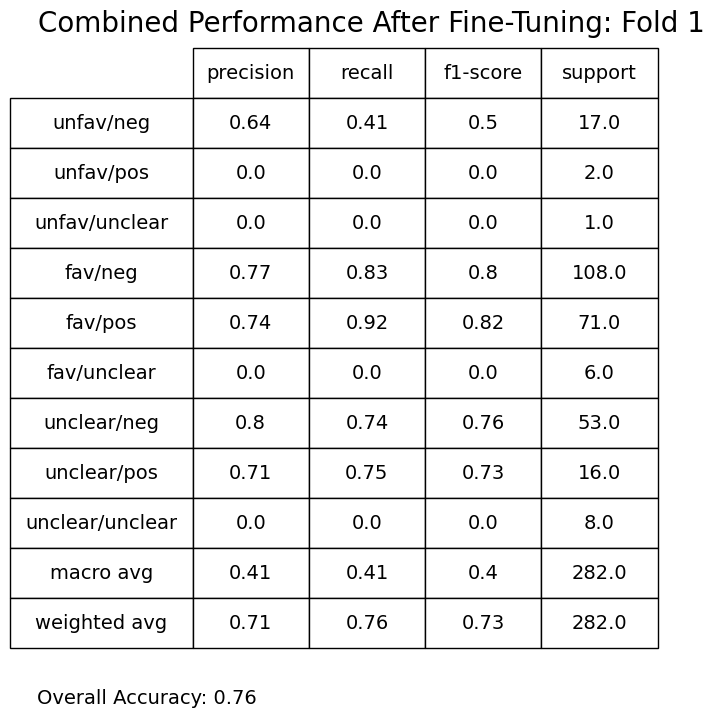 Combined Performance After Fine-Tuning: Fold 1
precision recall f1-score support
unfav/neg 0.64 0.41 0.5 17.0
unfav/pos 0.0 0.0 0.0 2.0
unfav/unclear 0.0 0.0 0.0 1.0
fav/neg 0.77 0.83 0.8 108.0
fav/pos 0.74 0.92 0.82 71.0
fav/unclear 0.0 0.0 0.0 6.0
unclear/neg 0.8 0.74 0.76 53.0
unclear/pos 0.71 0.75 0.73 16.0
unclear/unclear 0.0 0.0 0.0 8.0
macro avg 0.41 0.41 0.4 282.0
weighted avg 0.71 0.76 0.73 282.0
Overall Accuracy: 0.76